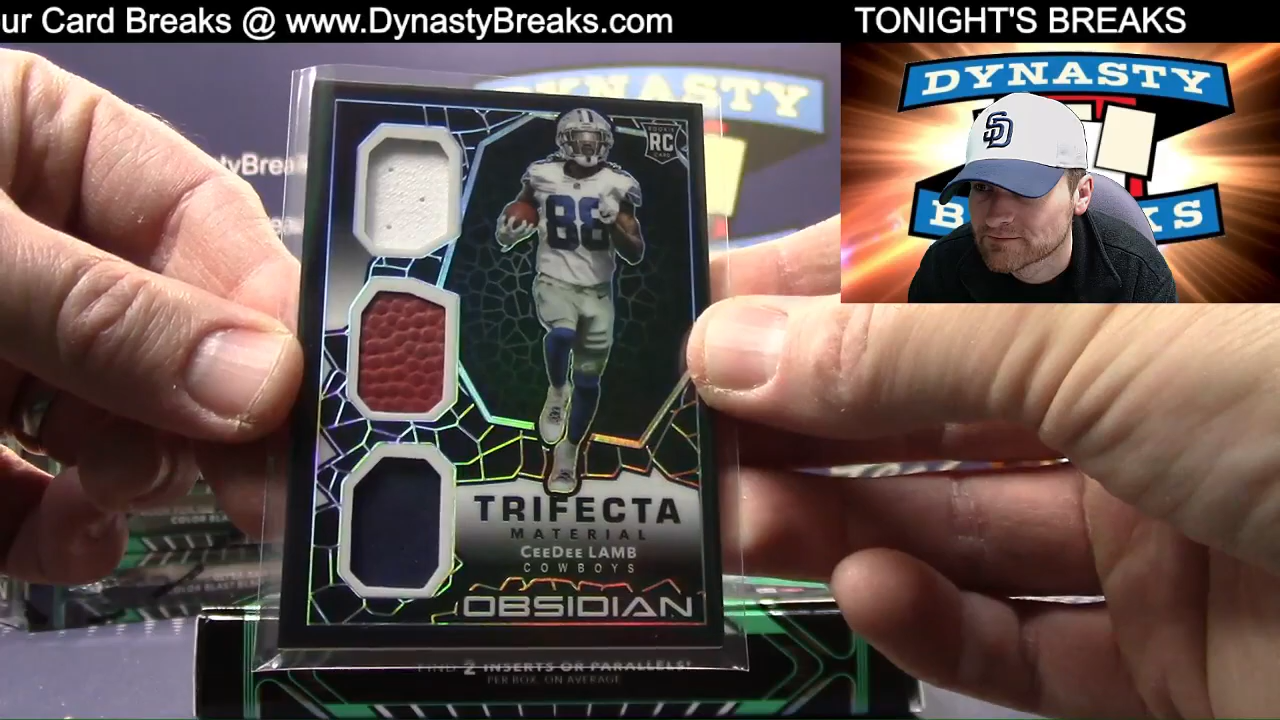 ur Card Breaks @ www.DynastyBreaks.com
TONIGHT'S BREAKS
DYNASTY
SD
ROOKIE
RC
CARD
88
TRIFECTA
MATERIAL
CEEDEE LAMB
COWBOYS
OBSIDIAN
FIND 2 INSERTS OR PARALLELS!
PER BOX, ON AVERAGE